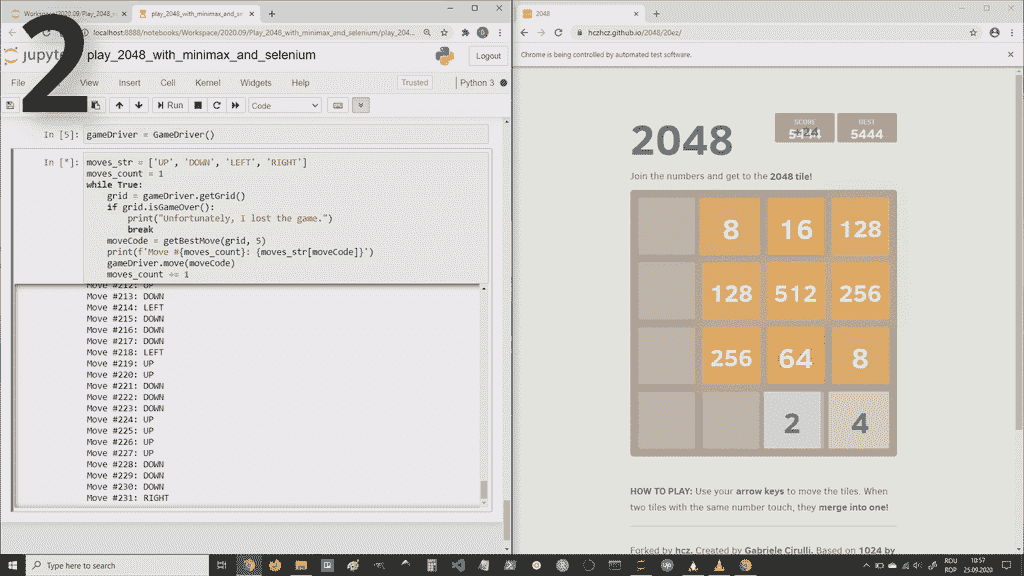 2
Workspace/2020.09/Play_2048_
play_2048_with_minimax_and_se
localhost:8888/notebooks/Workspace/2020.09/Play_2048_with_minimax_and_selenium/play_204...
play_2048_with_minimax_and_selenium
Logout
File View Insert Cell Kernel Widgets Help Trusted Python 3
Run Code
In [5]: gameDriver = GameDriver()
In [*]: moves_str = ['UP', 'DOWN', 'LEFT', 'RIGHT']
moves_count = 1
while True:
grid = gameDriver.getGrid()
if grid.isGameOver():
print("Unfortunately, I lost the game.")
break
moveCode = getBestMove(grid, 5)
print(f'Move #{moves_count}: {moves_str[moveCode]}')
gameDriver.move(moveCode)
moves_count += 1
Move #212: UP
Move #213: DOWN
Move #214: LEFT
Move #215: DOWN
Move #216: DOWN
Move #217: DOWN
Move #218: LEFT
Move #219: UP
Move #220: UP
Move #221: DOWN
Move #222: DOWN
Move #223: DOWN
Move #224: UP
Move #225: UP
Move #226: UP
Move #227: UP
Move #228: DOWN
Move #229: DOWN
Move #230: DOWN
Move #231: RIGHT
2048
hczhcz.github.io/2048/20ez/
Chrome is being controlled by automated test software.
2048
SCORE BEST
5444 5444
Join the numbers and get to the 2048 tile!
8 16 128
128 512 256
256 64 8
2 4
HOW TO PLAY: Use your arrow keys to move the tiles. When
two tiles with the same number touch, they merge into one!
Forked by hcz. Created by Gabriele Cirulli. Based on 1024 by
Type here to search
ROU 10:57
ROP 25.09.2020